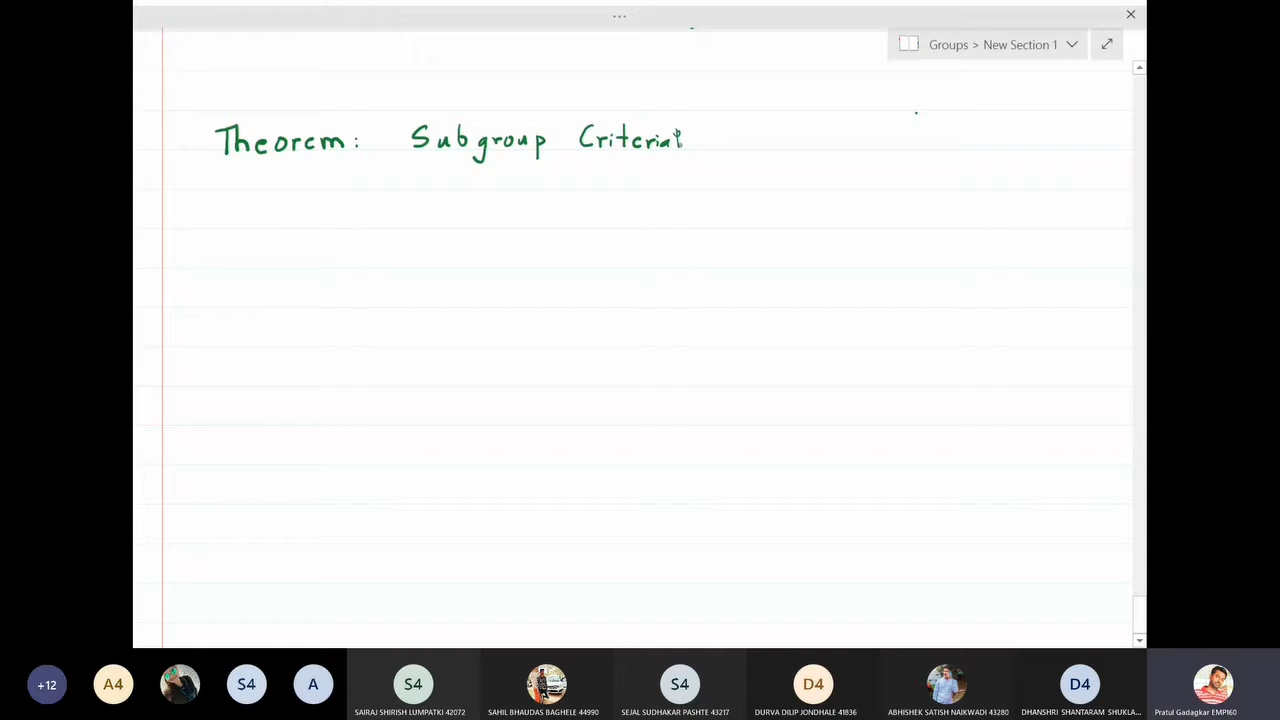 ...
Groups > New Section 1
Theorem: Subgroup Criterial
+12
A4
S4
A
S4
S4
D4
D4
SAIRAJ SHIRISH LUMPATKI 42072
SAHIL BHAUDAS BAGHELE 44990
SEJAL SUDHAKAR PASHTE 43217
DURVA DILIP JONDHALE 41836
ABHISHEK SATISH NAIKWADI 43280
DHANSHRI SHANTARAM SHUKLA...
Pratul Gadagkar EMP160